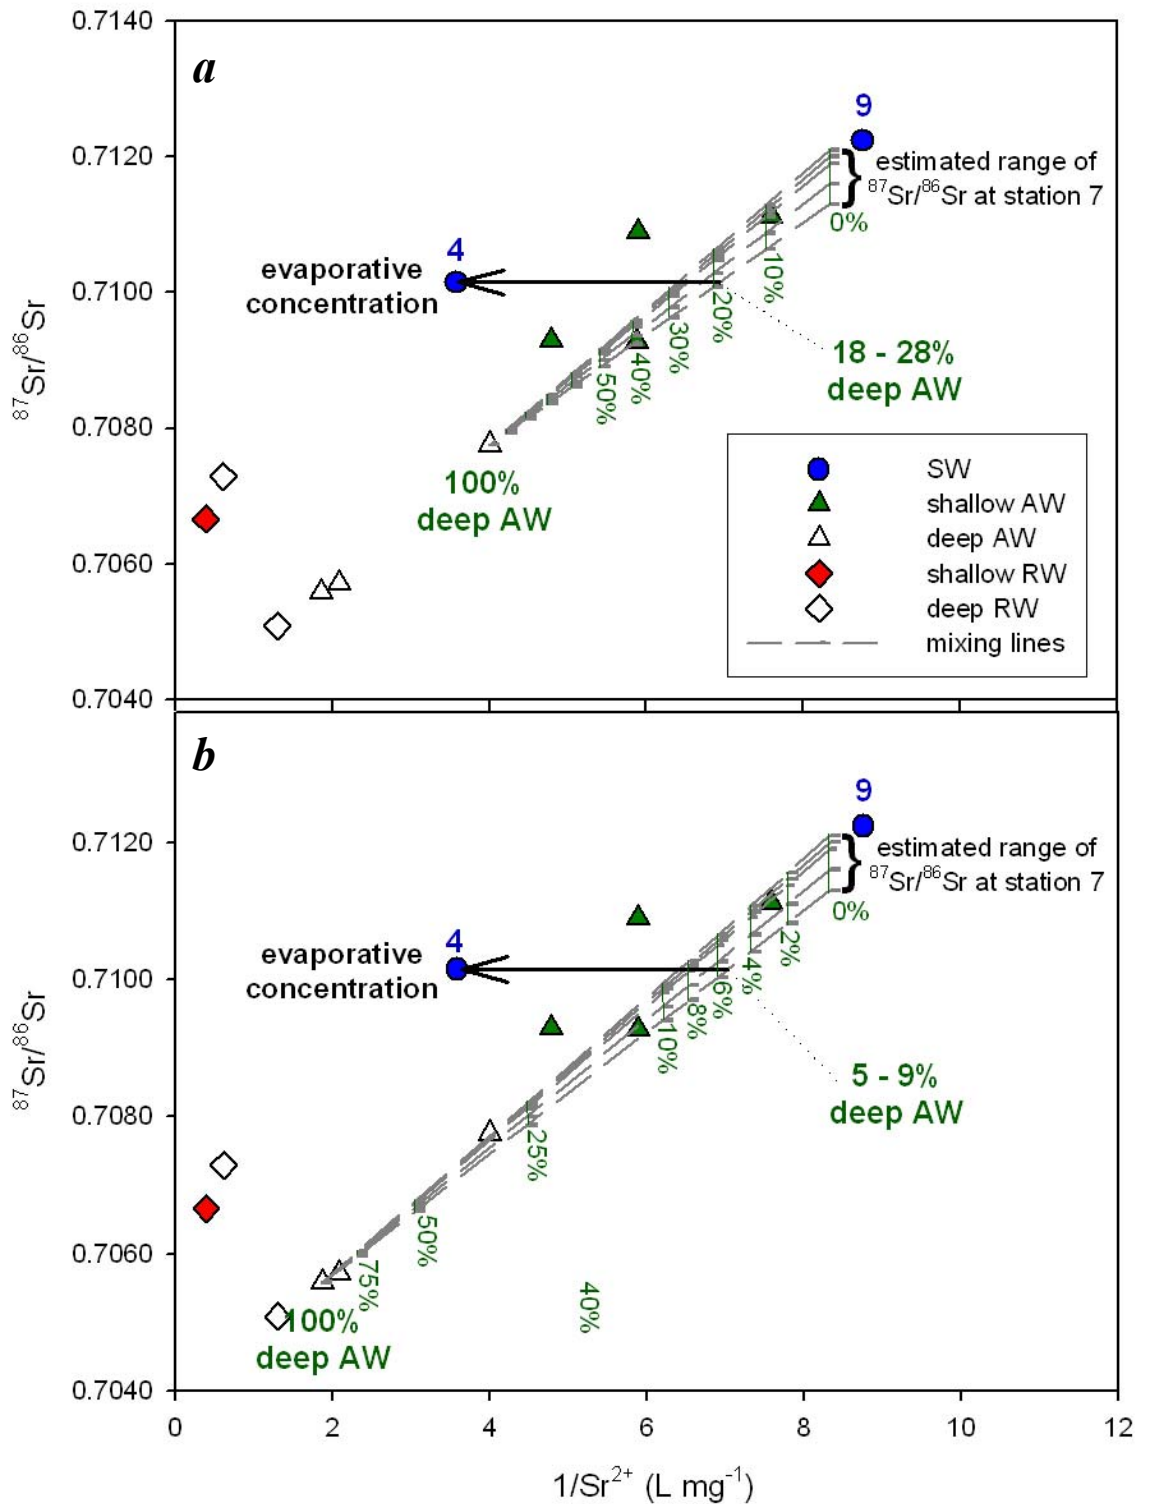 0.7140
a
9
0.7120
estimated range of
⁸⁷Sr/⁸⁶Sr at station 7
0%
4
evaporative
concentration
0.7100
10%
20%
30%
40%
50%
18 - 28%
deep AW
⁸⁷Sr/⁸⁶Sr
0.7080
100%
deep AW
SW
shallow AW
deep AW
shallow RW
deep RW
mixing lines
0.7060
0.7040
b
9
0.7120
estimated range of
⁸⁷Sr/⁸⁶Sr at station 7
0%
4
evaporative
concentration
2%
4%
6%
8%
10%
0.7100
5 - 9%
deep AW
⁸⁷Sr/⁸⁶Sr
0.7080
25%
50%
0.7060
75%
40%
100%
deep AW
0.7040
0 2 4 6 8 10 12
1/Sr²⁺ (L mg⁻¹)